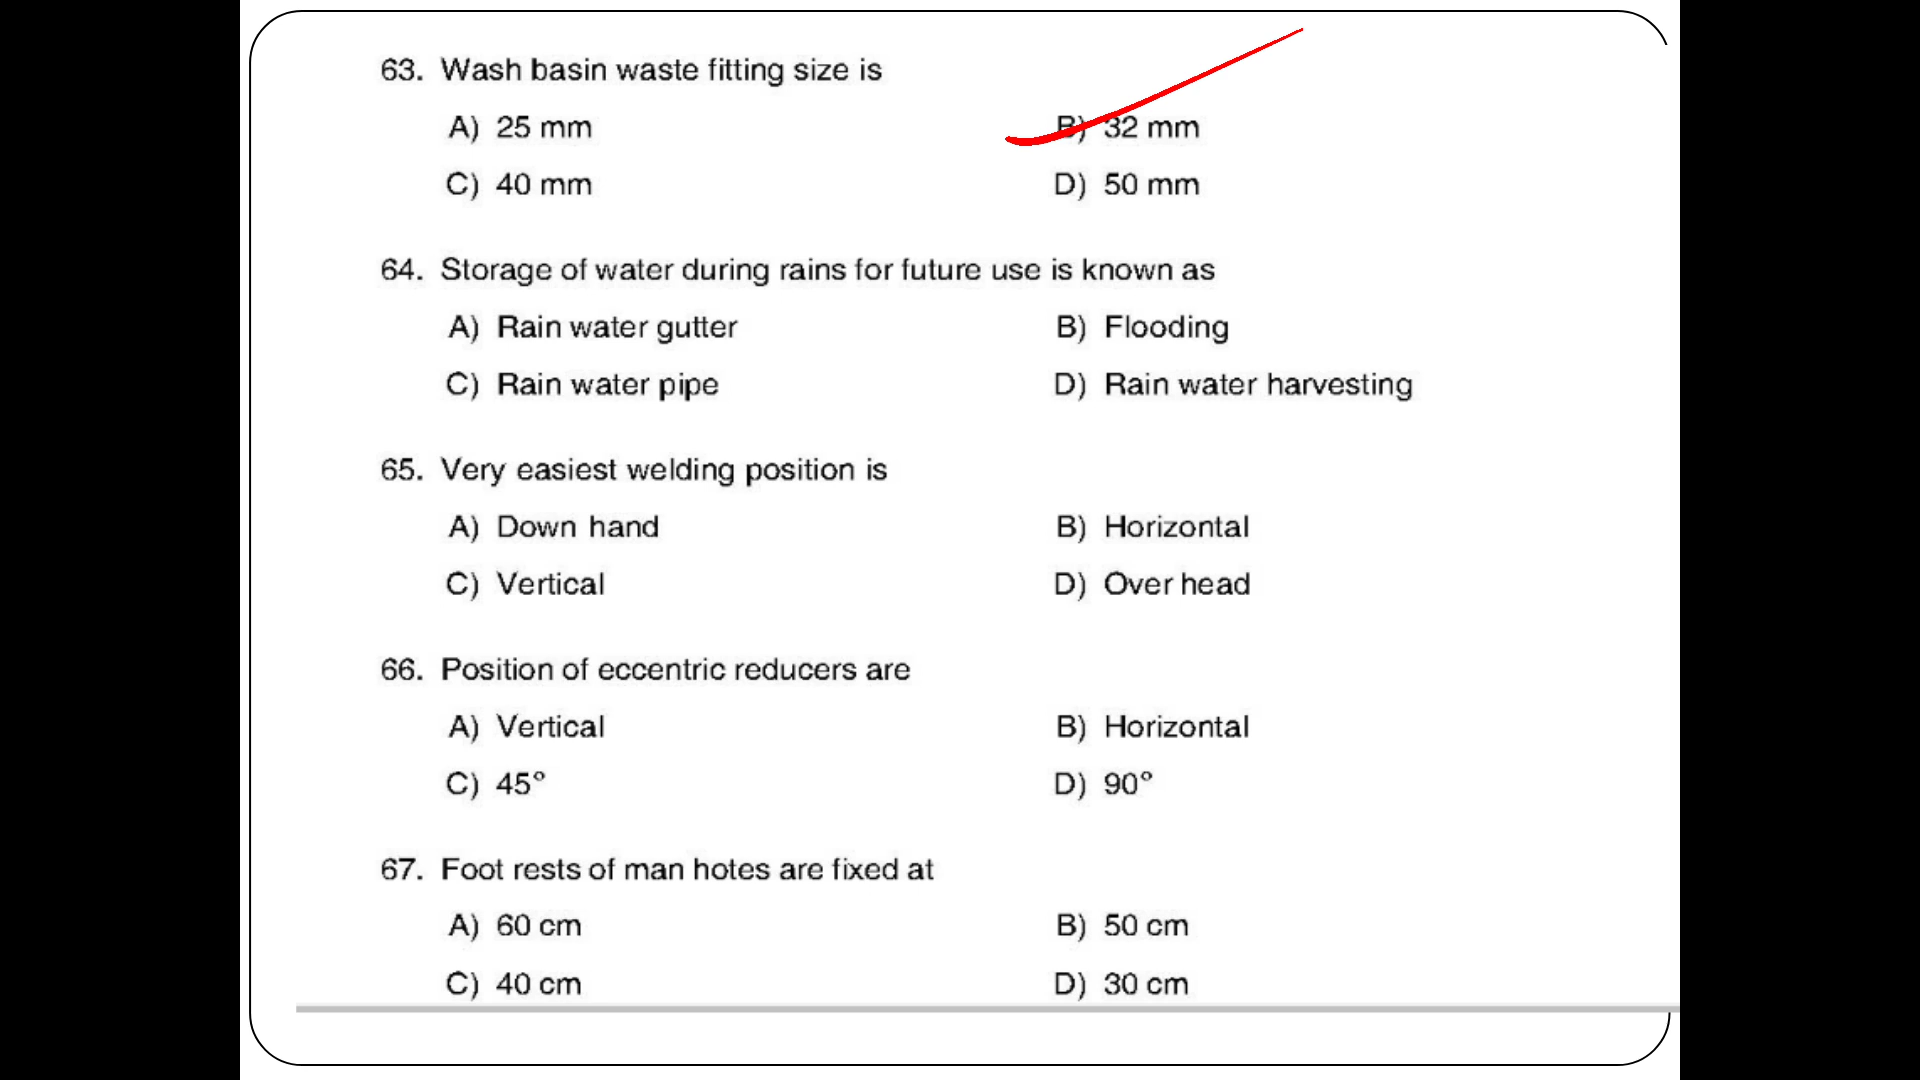 63. Wash basin waste fitting size is
A) 25 mm B) 32 mm
C) 40 mm D) 50 mm
64. Storage of water during rains for future use is known as
A) Rain water gutter B) Flooding
C) Rain water pipe D) Rain water harvesting
65. Very easiest welding position is
A) Down hand B) Horizontal
C) Vertical D) Over head
66. Position of eccentric reducers are
A) Vertical B) Horizontal
C) 45° D) 90°
67. Foot rests of man hotes are fixed at
A) 60 cm B) 50 cm
C) 40 cm D) 30 cm